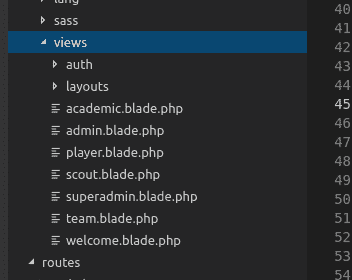 lang
sass
views
auth
layouts
academic.blade.php
admin.blade.php
player.blade.php
scout.blade.php
superadmin.blade.php
team.blade.php
welcome.blade.php
routes
40
41
42
43
44
45
46
47
48
49
50
51
52
53
54